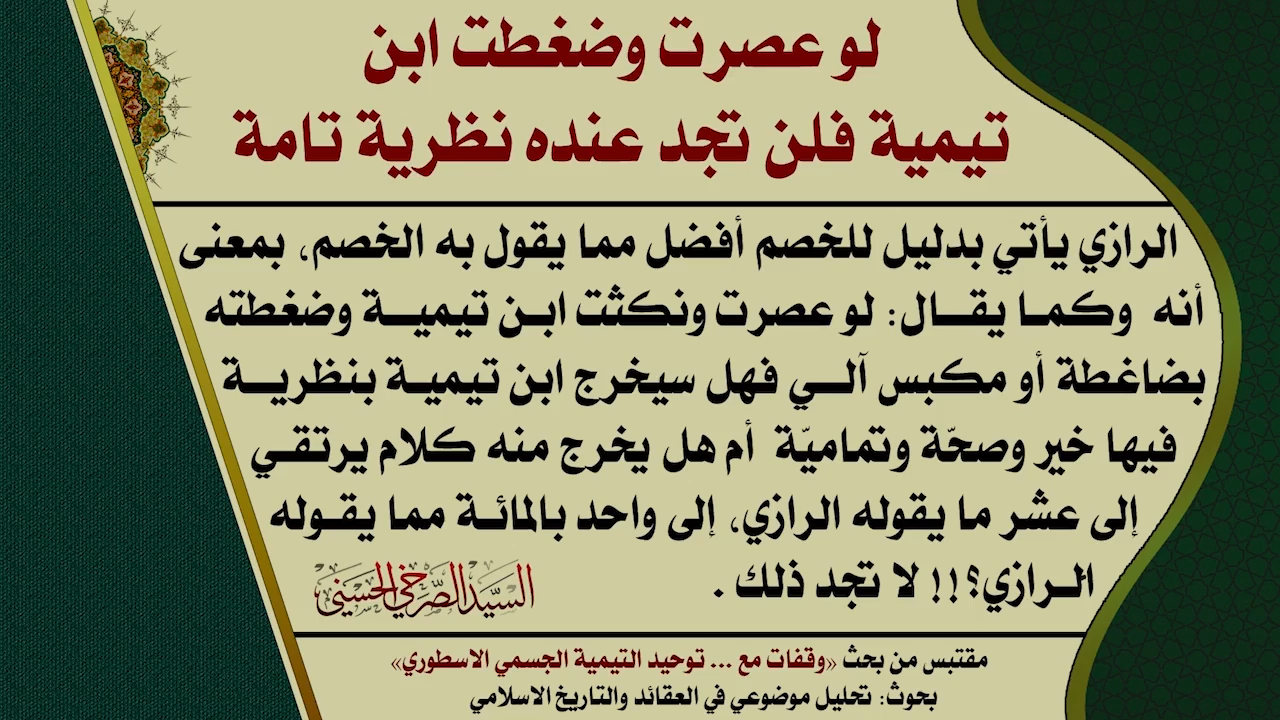 لو عصرت وضغطت ابن
تيمية فلن تجد عنده نظرية تامة
الرازي يأتي بدليل للخصم أفضل مما يقول به الخصم، بمعنى
أنه وكما يقال: لو عصرت ونكثت ابن تيمية وضغطته
بضاغطة أو مكبس آلي فهل سيخرج ابن تيمية بنظرية
فيها خير وصحّة وتماميّة أم هل يخرج منه كلام يرتقي
إلى عشر ما يقوله الرازي، إلى واحد بالمائة مما يقوله
الرازي؟!! لا تجد ذلك .
السيد الصرخي الحسني
مقتبس من بحث «وقفات مع ... توحيد التيمية الجسمي الاسطوري»
بحوث: تحليل موضوعي في العقائد والتاريخ الاسلامي